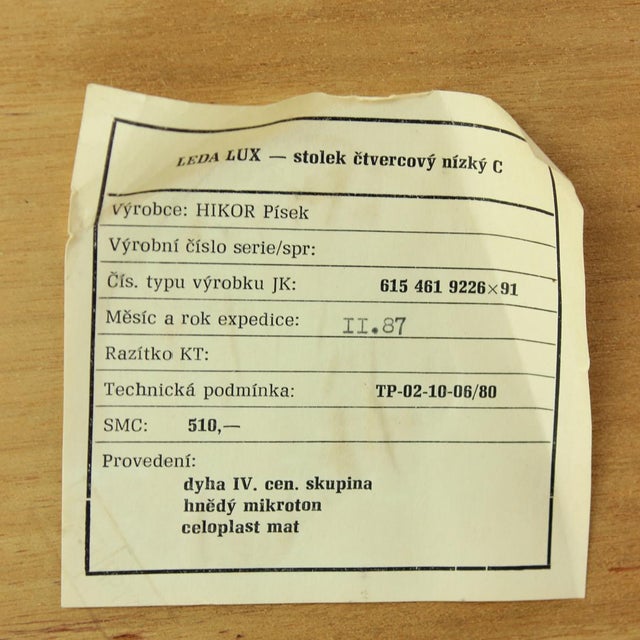 LEDA LUX — stolek čtvercový nízký C
Výrobce: HIKOR Písek
Výrobní číslo serie/spr:
Čís. typu výrobku JK: 615 461 9226×91
Měsíc a rok expedice: II.87
Razítko KT:
Technická podmínka: TP-02-10-06/80
SMC: 510,—
Provedení:
dyha IV. cen. skupina
hnědý mikroton
celoplast mat